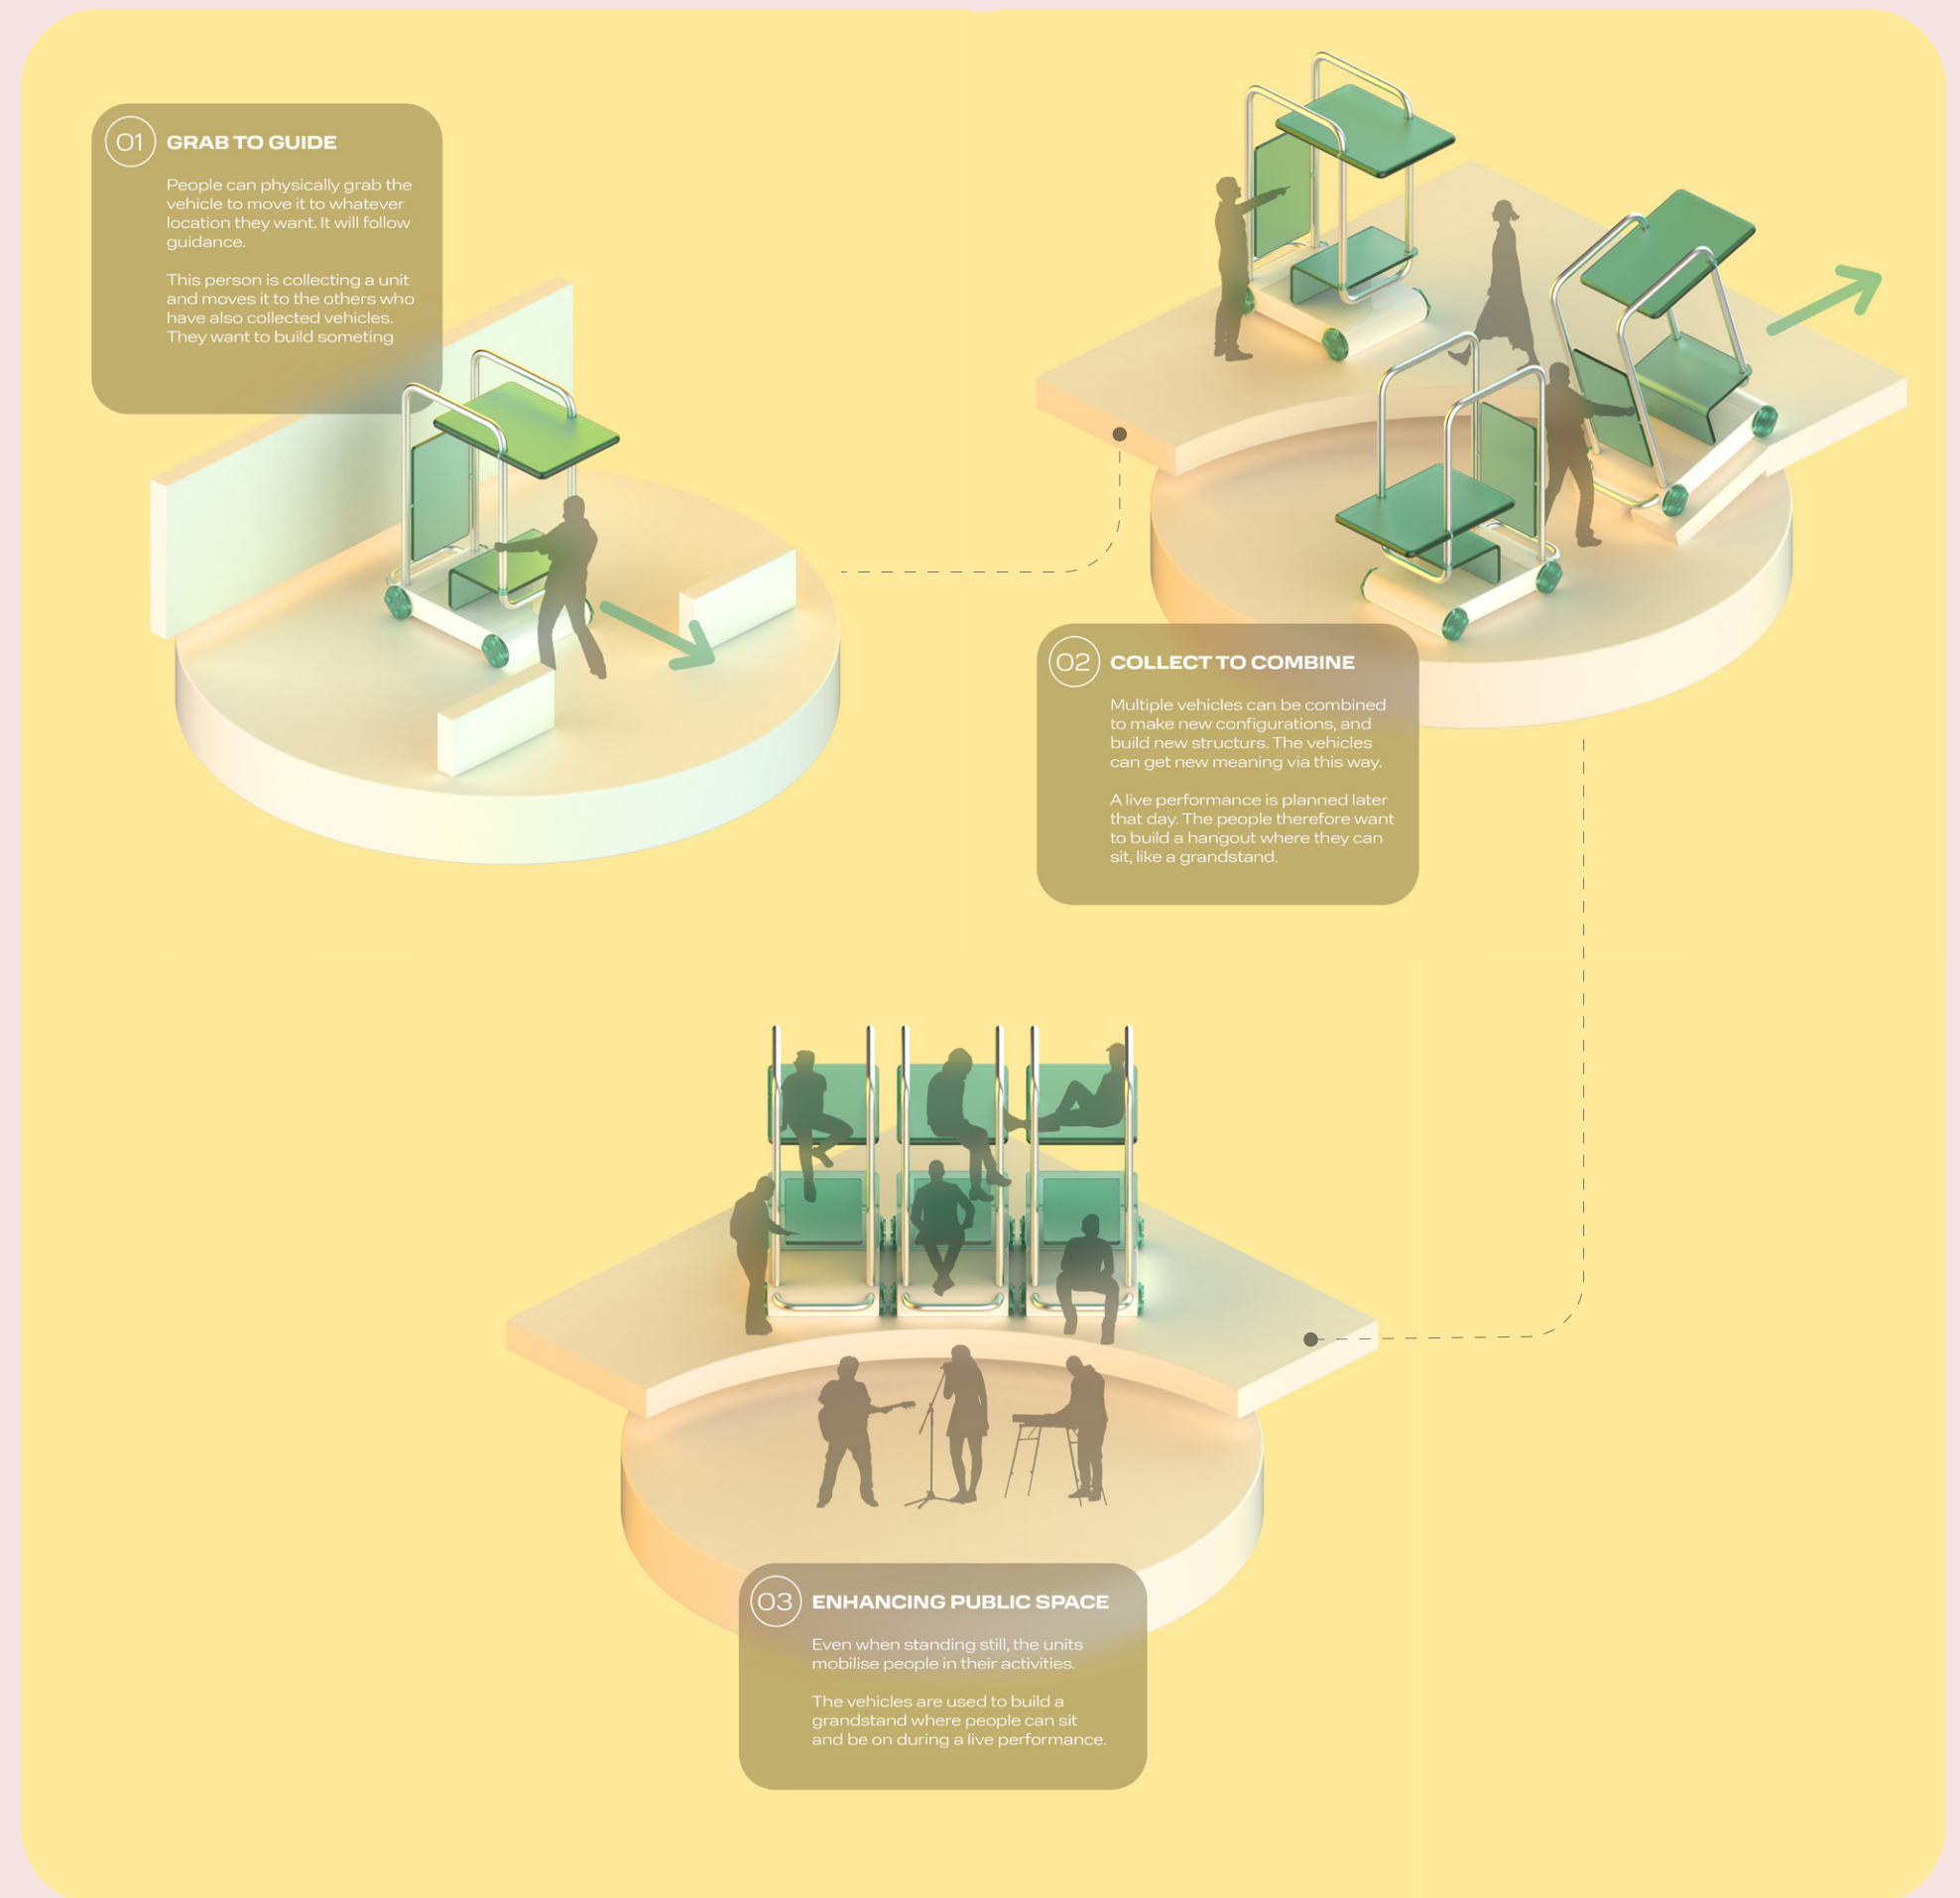 01 GRAB TO GUIDE
People can physically grab the
vehicle to move it to whatever
location they want. It will follow
guidance.
This person is collecting a unit
and moves it to the others who
have also collected vehicles.
They want to build someting
02 COLLECT TO COMBINE
Multiple vehicles can be combined
to make new configurations, and
build new structurs. The vehicles
can get new meaning via this way.
A live performance is planned later
that day. The people therefore want
to build a hangout where they can
sit, like a grandstand.
03 ENHANCING PUBLIC SPACE
Even when standing still, the units
mobilise people in their activities.
The vehicles are used to build a
grandstand where people can sit
and be on during a live performance.